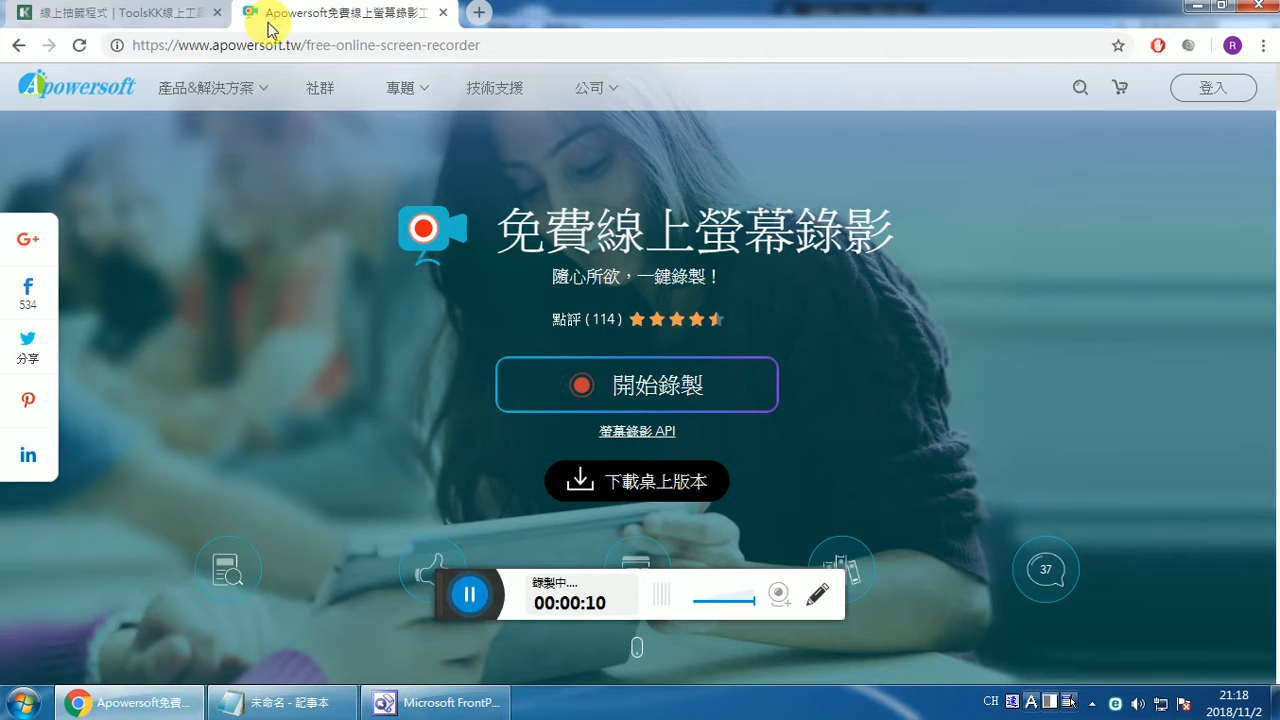 線上抽籤程式 | ToolsKK線上工具
Apowersoft免費線上螢幕錄影工
https://www.apowersoft.tw/free-online-screen-recorder
R
Apowersoft
產品&解決方案
社群
專題
技術支援
公司
登入
免費線上螢幕錄影
隨心所欲，一鍵錄製！
點評 ( 114 )
開始錄製
螢幕錄影 API
下載桌上版本
G+
534
分享
in
37
錄製中....
00:00:10
Apowersoft免費...
未命名 - 記事本
Microsoft FrontP...
CH
21:18
2018/11/2